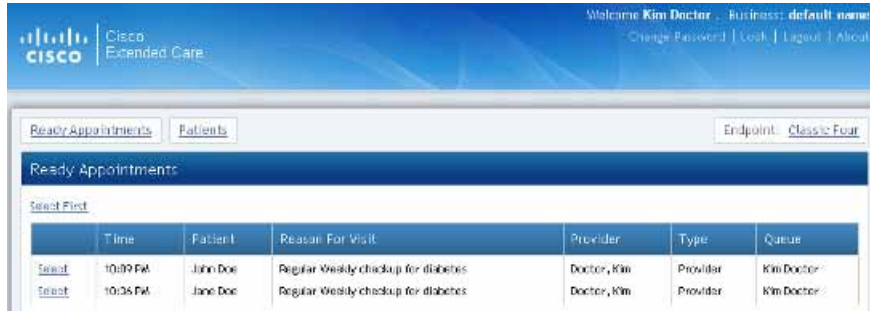 Welcome Kim Doctor . Business: default name
Cisco
Extended Care
CISCO
Change Password | Lock | Logout | About
Ready Appointments Patients Endpoint: Classic Four
Ready Appointments
Select First
Time Patient Reason For Visit Provider Type Queue
Select 10:09 PM John Doe Regular Weekly checkup for diabetes Doctor, Kim Provider Kim Doctor
Select 10:36 PM Jane Doe Regular Weekly checkup for diabetes Doctor, Kim Provider Kim Doctor